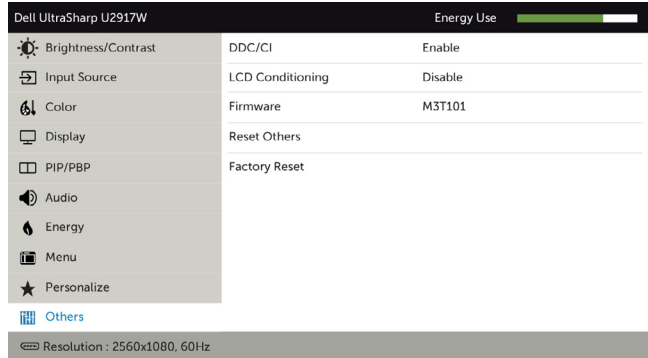 Dell UltraSharp U2917W Energy Use
Brightness/Contrast DDC/CI Enable
Input Source LCD Conditioning Disable
Color Firmware M3T101
Display Reset Others
PIP/PBP Factory Reset
Audio
Energy
Menu
Personalize
Others
Resolution : 2560x1080, 60Hz